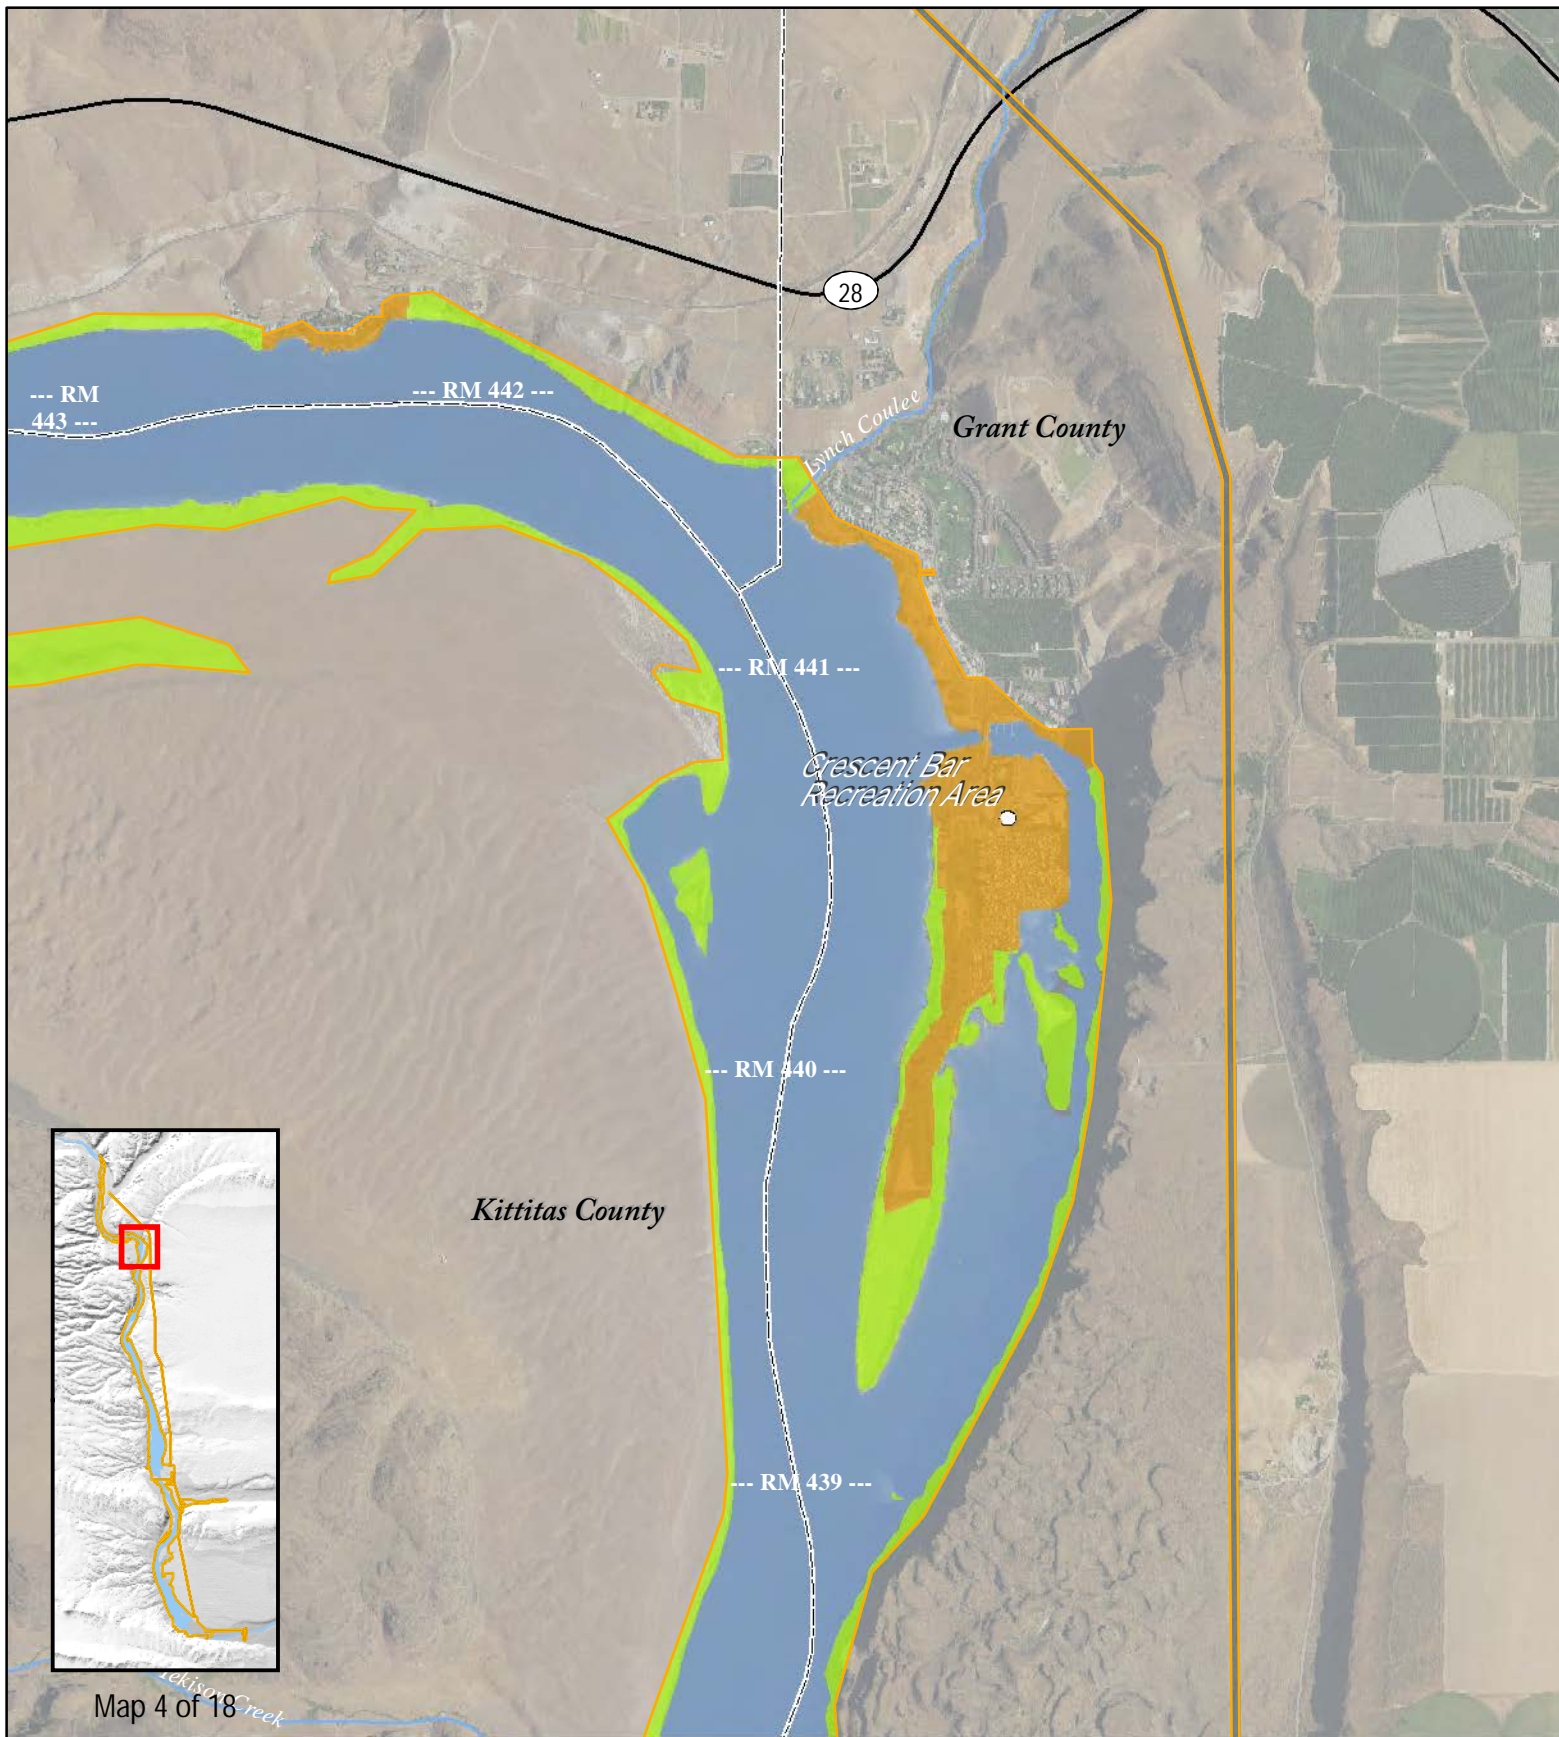 28
--- RM
443 ---
--- RM 442 ---
Lynch Coulee
Grant County
--- RM 441 ---
Crescent Bar
Recreation Area
--- RM 440 ---
Kittitas County
--- RM 439 ---
Creek
Map 4 of 18